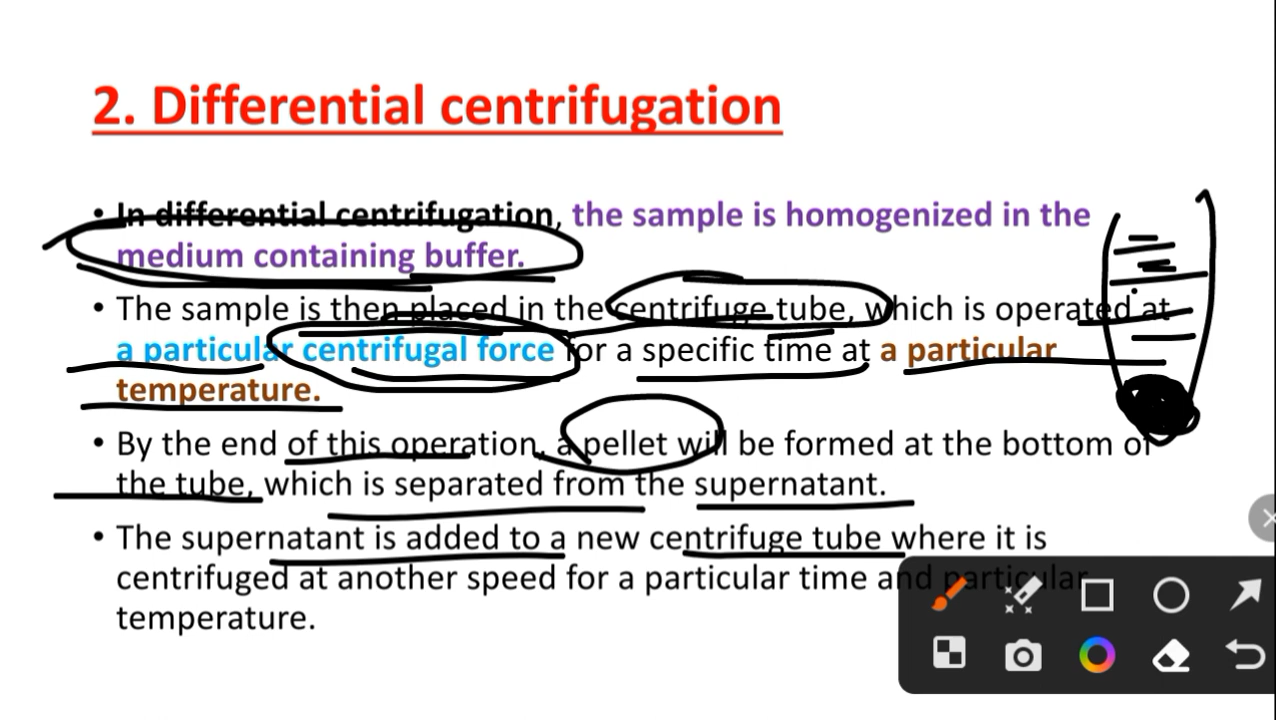 2. Differential centrifugation
• In differential centrifugation, the sample is homogenized in the
medium containing buffer.
• The sample is then placed in the centrifuge tube, which is operated at
a particular centrifugal force for a specific time at a particular
temperature.
• By the end of this operation, a pellet will be formed at the bottom of
the tube, which is separated from the supernatant.
• The supernatant is added to a new centrifuge tube where it is
centrifuged at another speed for a particular time and particular
temperature.